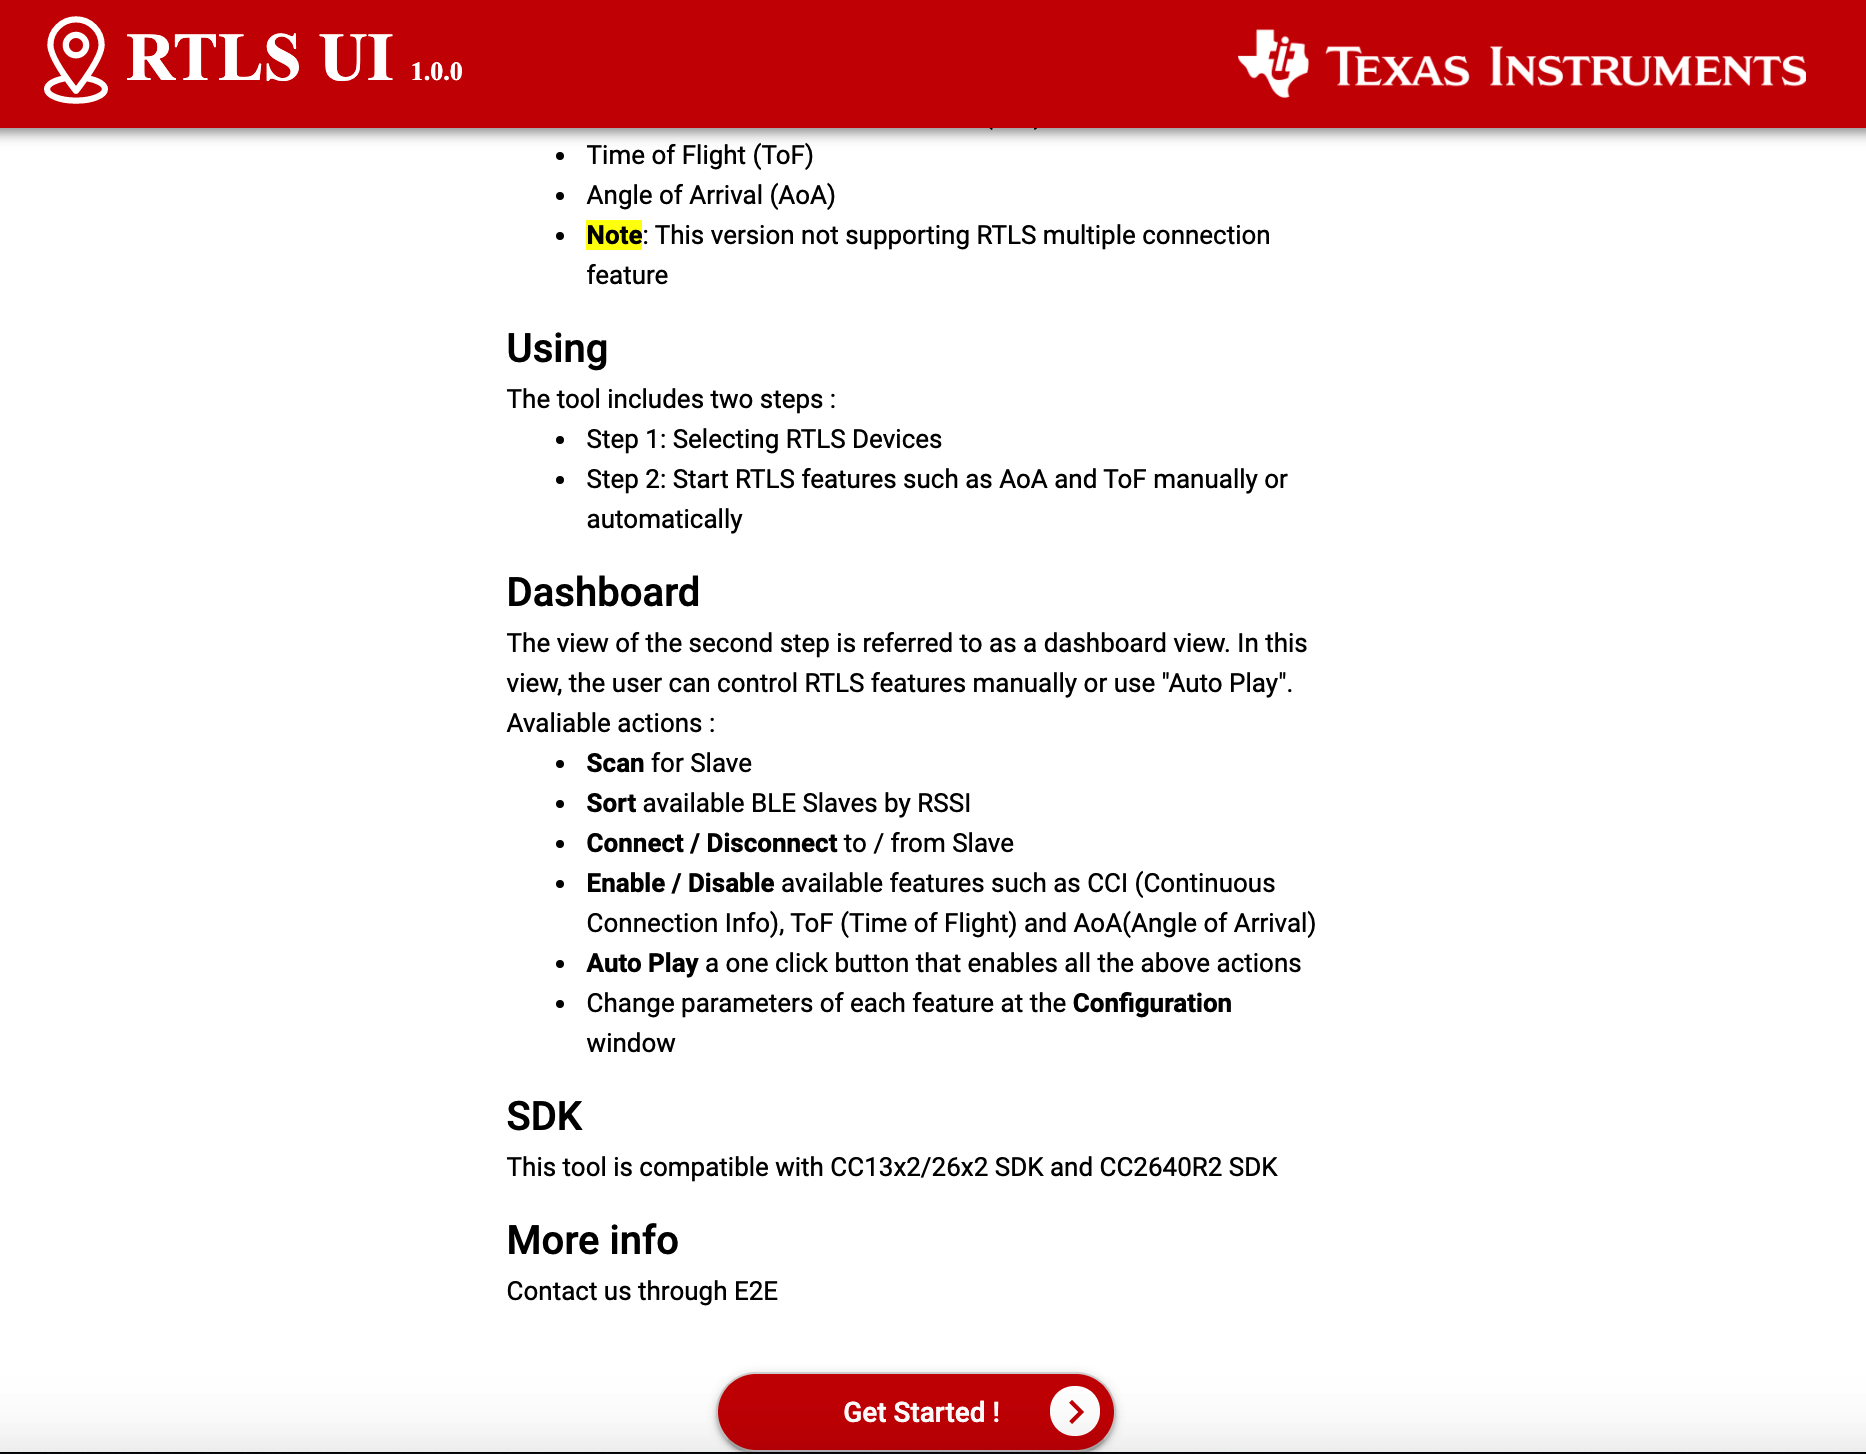 RTLS UI 1.0.0
TEXAS INSTRUMENTS
• Time of Flight (ToF)
• Angle of Arrival (AoA)
• Note: This version not supporting RTLS multiple connection
feature
Using
The tool includes two steps :
• Step 1: Selecting RTLS Devices
• Step 2: Start RTLS features such as AoA and ToF manually or
automatically
Dashboard
The view of the second step is referred to as a dashboard view. In this
view, the user can control RTLS features manually or use "Auto Play".
Avaliable actions :
• Scan for Slave
• Sort available BLE Slaves by RSSI
• Connect / Disconnect to / from Slave
• Enable / Disable available features such as CCI (Continuous
Connection Info), ToF (Time of Flight) and AoA(Angle of Arrival)
• Auto Play a one click button that enables all the above actions
• Change parameters of each feature at the Configuration
window
SDK
This tool is compatible with CC13x2/26x2 SDK and CC2640R2 SDK
More info
Contact us through E2E
Get Started !